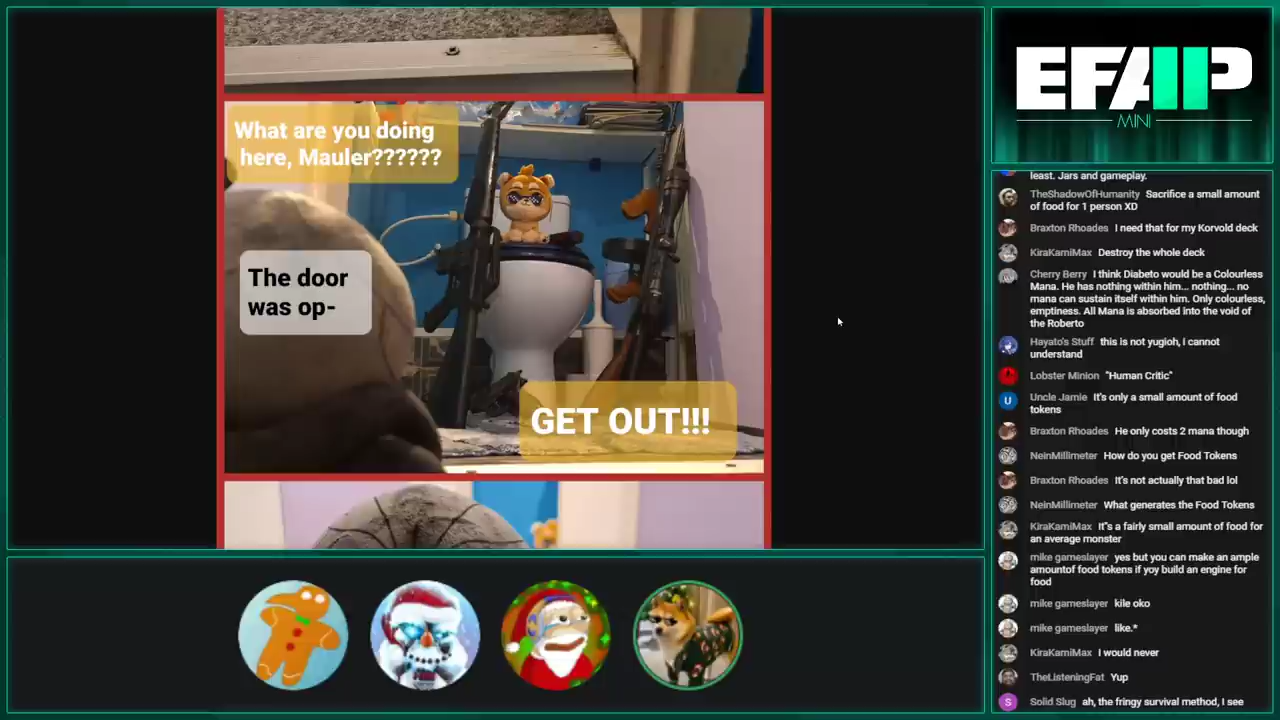 What are you doing
here, Mauler??????
The door
was op-
GET OUT!!!
EFAP
MINI
least. Jars and gameplay.
TheShadowOfHumanity Sacrifice a small amount
of food for 1 person XD
Braxton Rhoades I need that for my Korvold deck
KiraKamiMax Destroy the whole deck
Cherry Berry I think Diabeto would be a Colourless
Mana. He has nothing within him... nothing... no
mana can sustain itself within him. Only colourless,
emptiness. All Mana is absorbed into the void of
the Roberto
Hayato's Stuff this is not yugioh, i cannot
understand
Lobster Minion "Human Critic"
U
Uncle Jamie It's only a small amount of food
tokens
Braxton Rhoades He only costs 2 mana though
NeinMillimeter How do you get Food Tokens
Braxton Rhoades It's not actually that bad lol
NeinMillimeter What generates the Food Tokens
KiraKamiMax It's a fairly small amount of food for
an average monster
mike gameslayer yes but you can make an ample
amountof food tokens if yoy build an engine for
food
mike gameslayer kile oko
mike gameslayer like.*
KiraKamiMax I would never
TheListeningFat Yup
S
Solid Slug ah, the fringy survival method, I see